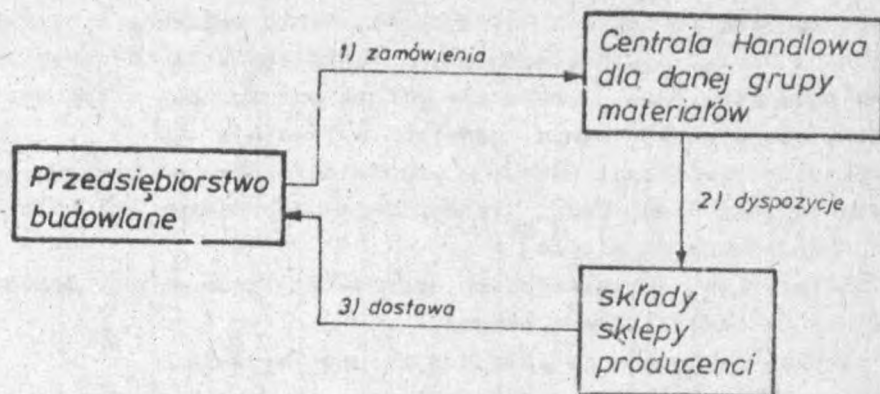 1) zamówienia
Centrala Handlowa
dla danej grupy
materiałów
Przedsiębiorstwo
budowlane
2) dyspozycje
3) dostawa
składy
sklepy
producenci